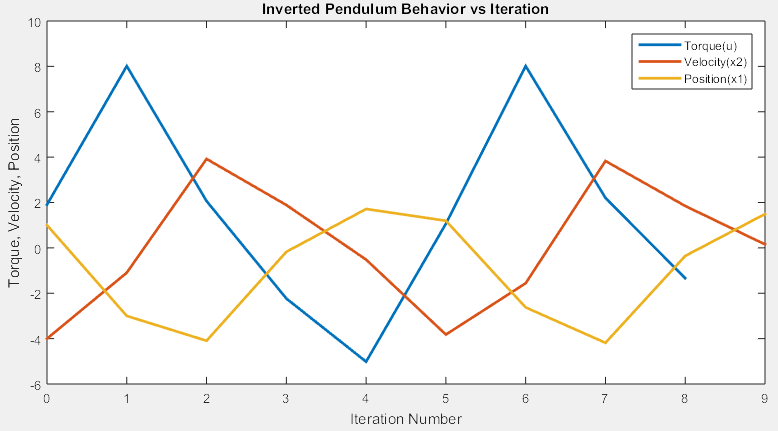 Inverted Pendulum Behavior vs Iteration
Torque(u)
Velocity(x2)
Position(x1)
Torque, Velocity, Position
10
8
6
4
2
0
-2
-4
-6
0 1 2 3 4 5 6 7 8 9
Iteration Number